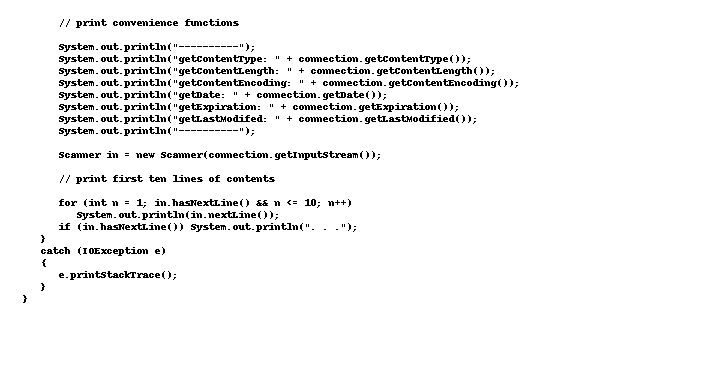 // print convenience functions
System.out.println("----------");
System.out.println("getContentType: " + connection.getContentType());
System.out.println("getContentLength: " + connection.getContentLength());
System.out.println("getContentEncoding: " + connection.getContentEncoding());
System.out.println("getDate: " + connection.getDate());
System.out.println("getExpiration: " + connection.getExpiration());
System.out.println("getLastModifed: " + connection.getLastModified());
System.out.println("----------");
Scanner in = new Scanner(connection.getInputStream());
// print first ten lines of contents
for (int n = 1; in.hasNextLine() && n <= 10; n++)
System.out.println(in.nextLine());
if (in.hasNextLine()) System.out.println(". . .");
}
catch (IOException e)
{
e.printStackTrace();
}
}